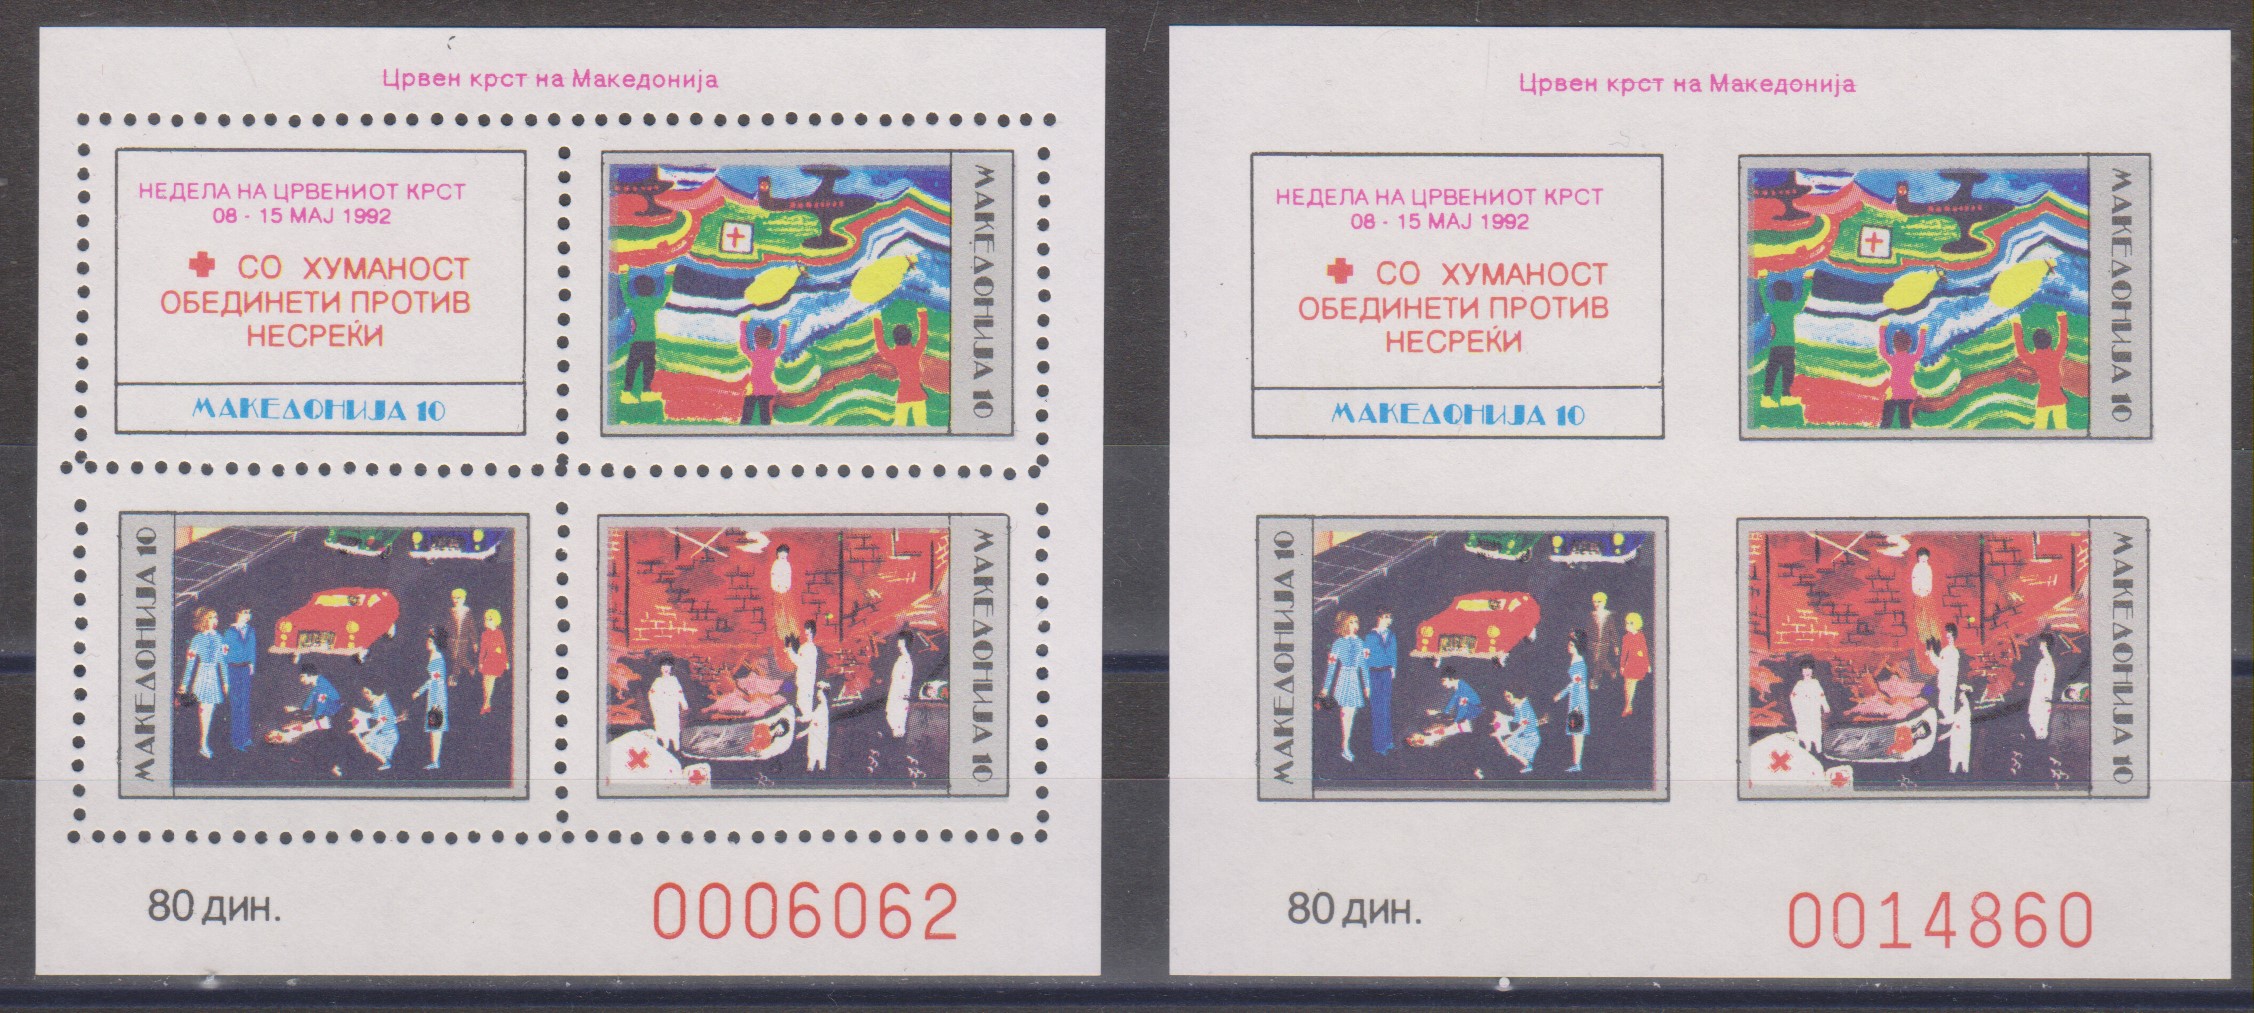 Црвен крст на Македонија
НЕДЕЛА НА ЦРВЕНИОТ КРСТ
08 - 15 МАЈ 1992
СО ХУМАНОСТ
ОБЕДИНЕТИ ПРОТИВ
НЕСРЕЌИ
МАКЕДОНИЈА 10
МАКЕДОНИЈА 10
МАКЕДОНИЈА 10
МАКЕДОНИЈА 10
80 дин.
0006062
Црвен крст на Македонија
НЕДЕЛА НА ЦРВЕНИОТ КРСТ
08 - 15 МАЈ 1992
СО ХУМАНОСТ
ОБЕДИНЕТИ ПРОТИВ
НЕСРЕЌИ
МАКЕДОНИЈА 10
МАКЕДОНИЈА 10
МАКЕДОНИЈА 10
МАКЕДОНИЈА 10
80 дин.
0014860